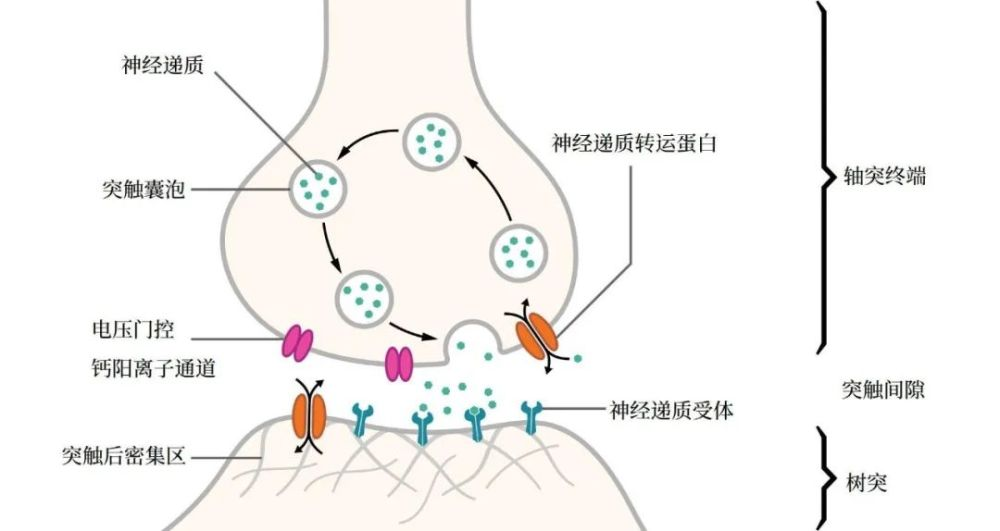 神经递质
神经递质转运蛋白
突触囊泡
轴突终端
电压门控
钙阳离子通道
突触间隙
神经递质受体
突触后密集区
树突